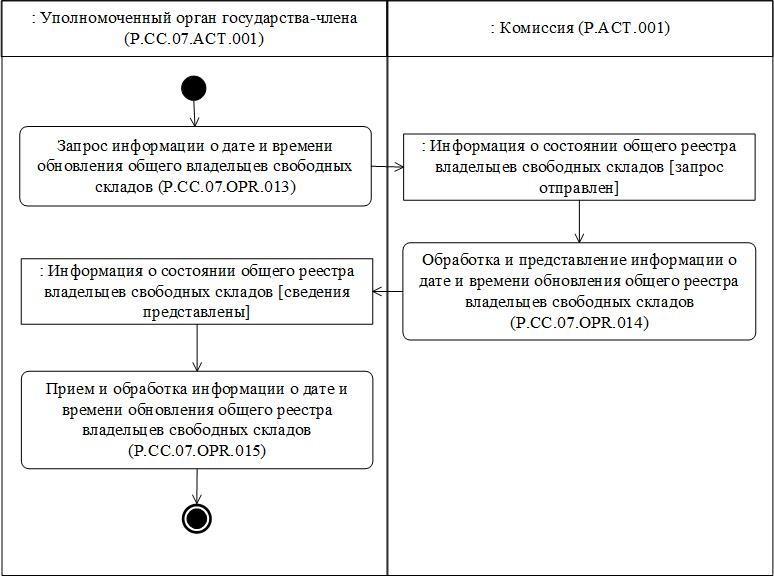 : Уполномоченный орган государства-члена
(P.CC.07.ACT.001)
: Комиссия (P.ACT.001)
Запрос информации о дате и времени
обновления общего владельцев свободных
складов (P.CC.07.OPR.013)
: Информация о состоянии общего реестра
владельцев свободных складов [запрос
отправлен]
Обработка и представление информации о
дате и времени обновления общего реестра
владельцев свободных складов
(P.CC.07.OPR.014)
: Информация о состоянии общего реестра
владельцев свободных складов [сведения
представлены]
Прием и обработка информации о дате и
времени обновления общего реестра
владельцев свободных складов
(P.CC.07.OPR.015)